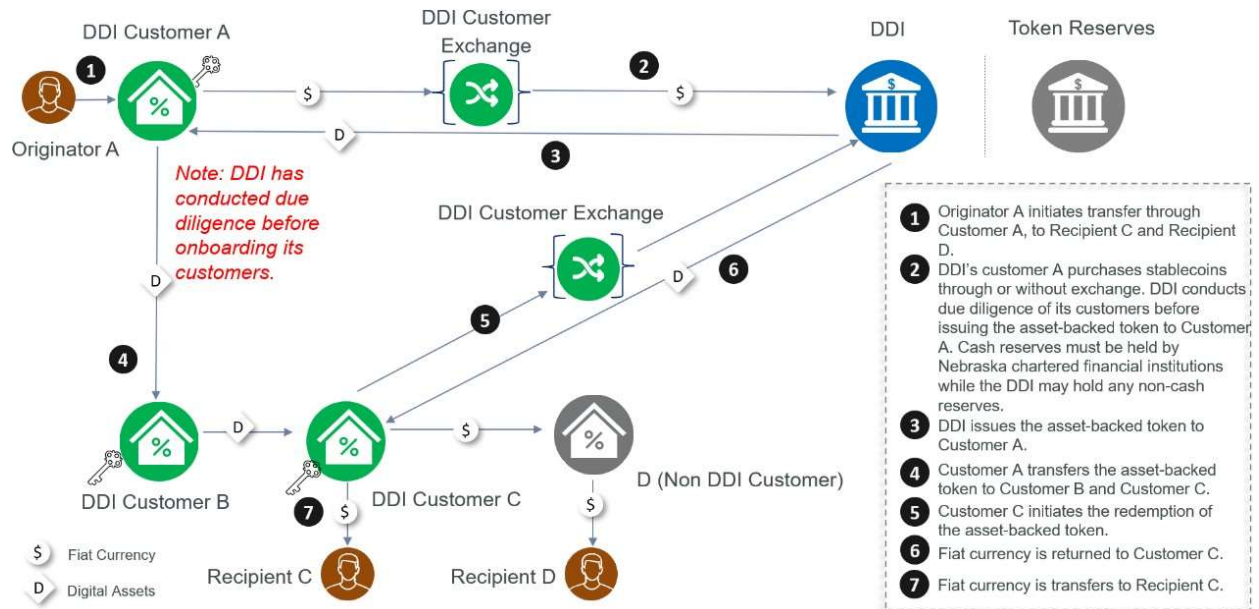 DDI Customer A
DDI Customer
Exchange
DDI
Token Reserves
1
2
$
$
$
$
%
Originator A
D
3
Note: DDI has
conducted due
diligence before
onboarding its
customers.
DDI Customer Exchange
D
6
D
5
4
%
D
%
$
%
DDI Customer B
DDI Customer C
D (Non DDI Customer)
7
$
$
Recipient C
Recipient D
$ Fiat Currency
D Digital Assets
1 Originator A initiates transfer through
Customer A, to Recipient C and Recipient
D.
2 DDI's customer A purchases stablecoins
through or without exchange. DDI conducts
due diligence of its customers before
issuing the asset-backed token to Customer
A. Cash reserves must be held by
Nebraska chartered financial institutions
while the DDI may hold any non-cash
reserves.
3 DDI issues the asset-backed token to
Customer A.
4 Customer A transfers the asset-backed
token to Customer B and Customer C.
5 Customer C initiates the redemption of
the asset-backed token.
6 Fiat currency is returned to Customer C.
7 Fiat currency is transfers to Recipient C.